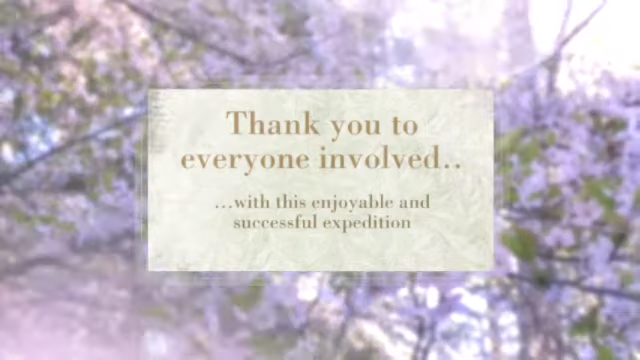 Thank you to
everyone involved..
...with this enjoyable and
successful expedition